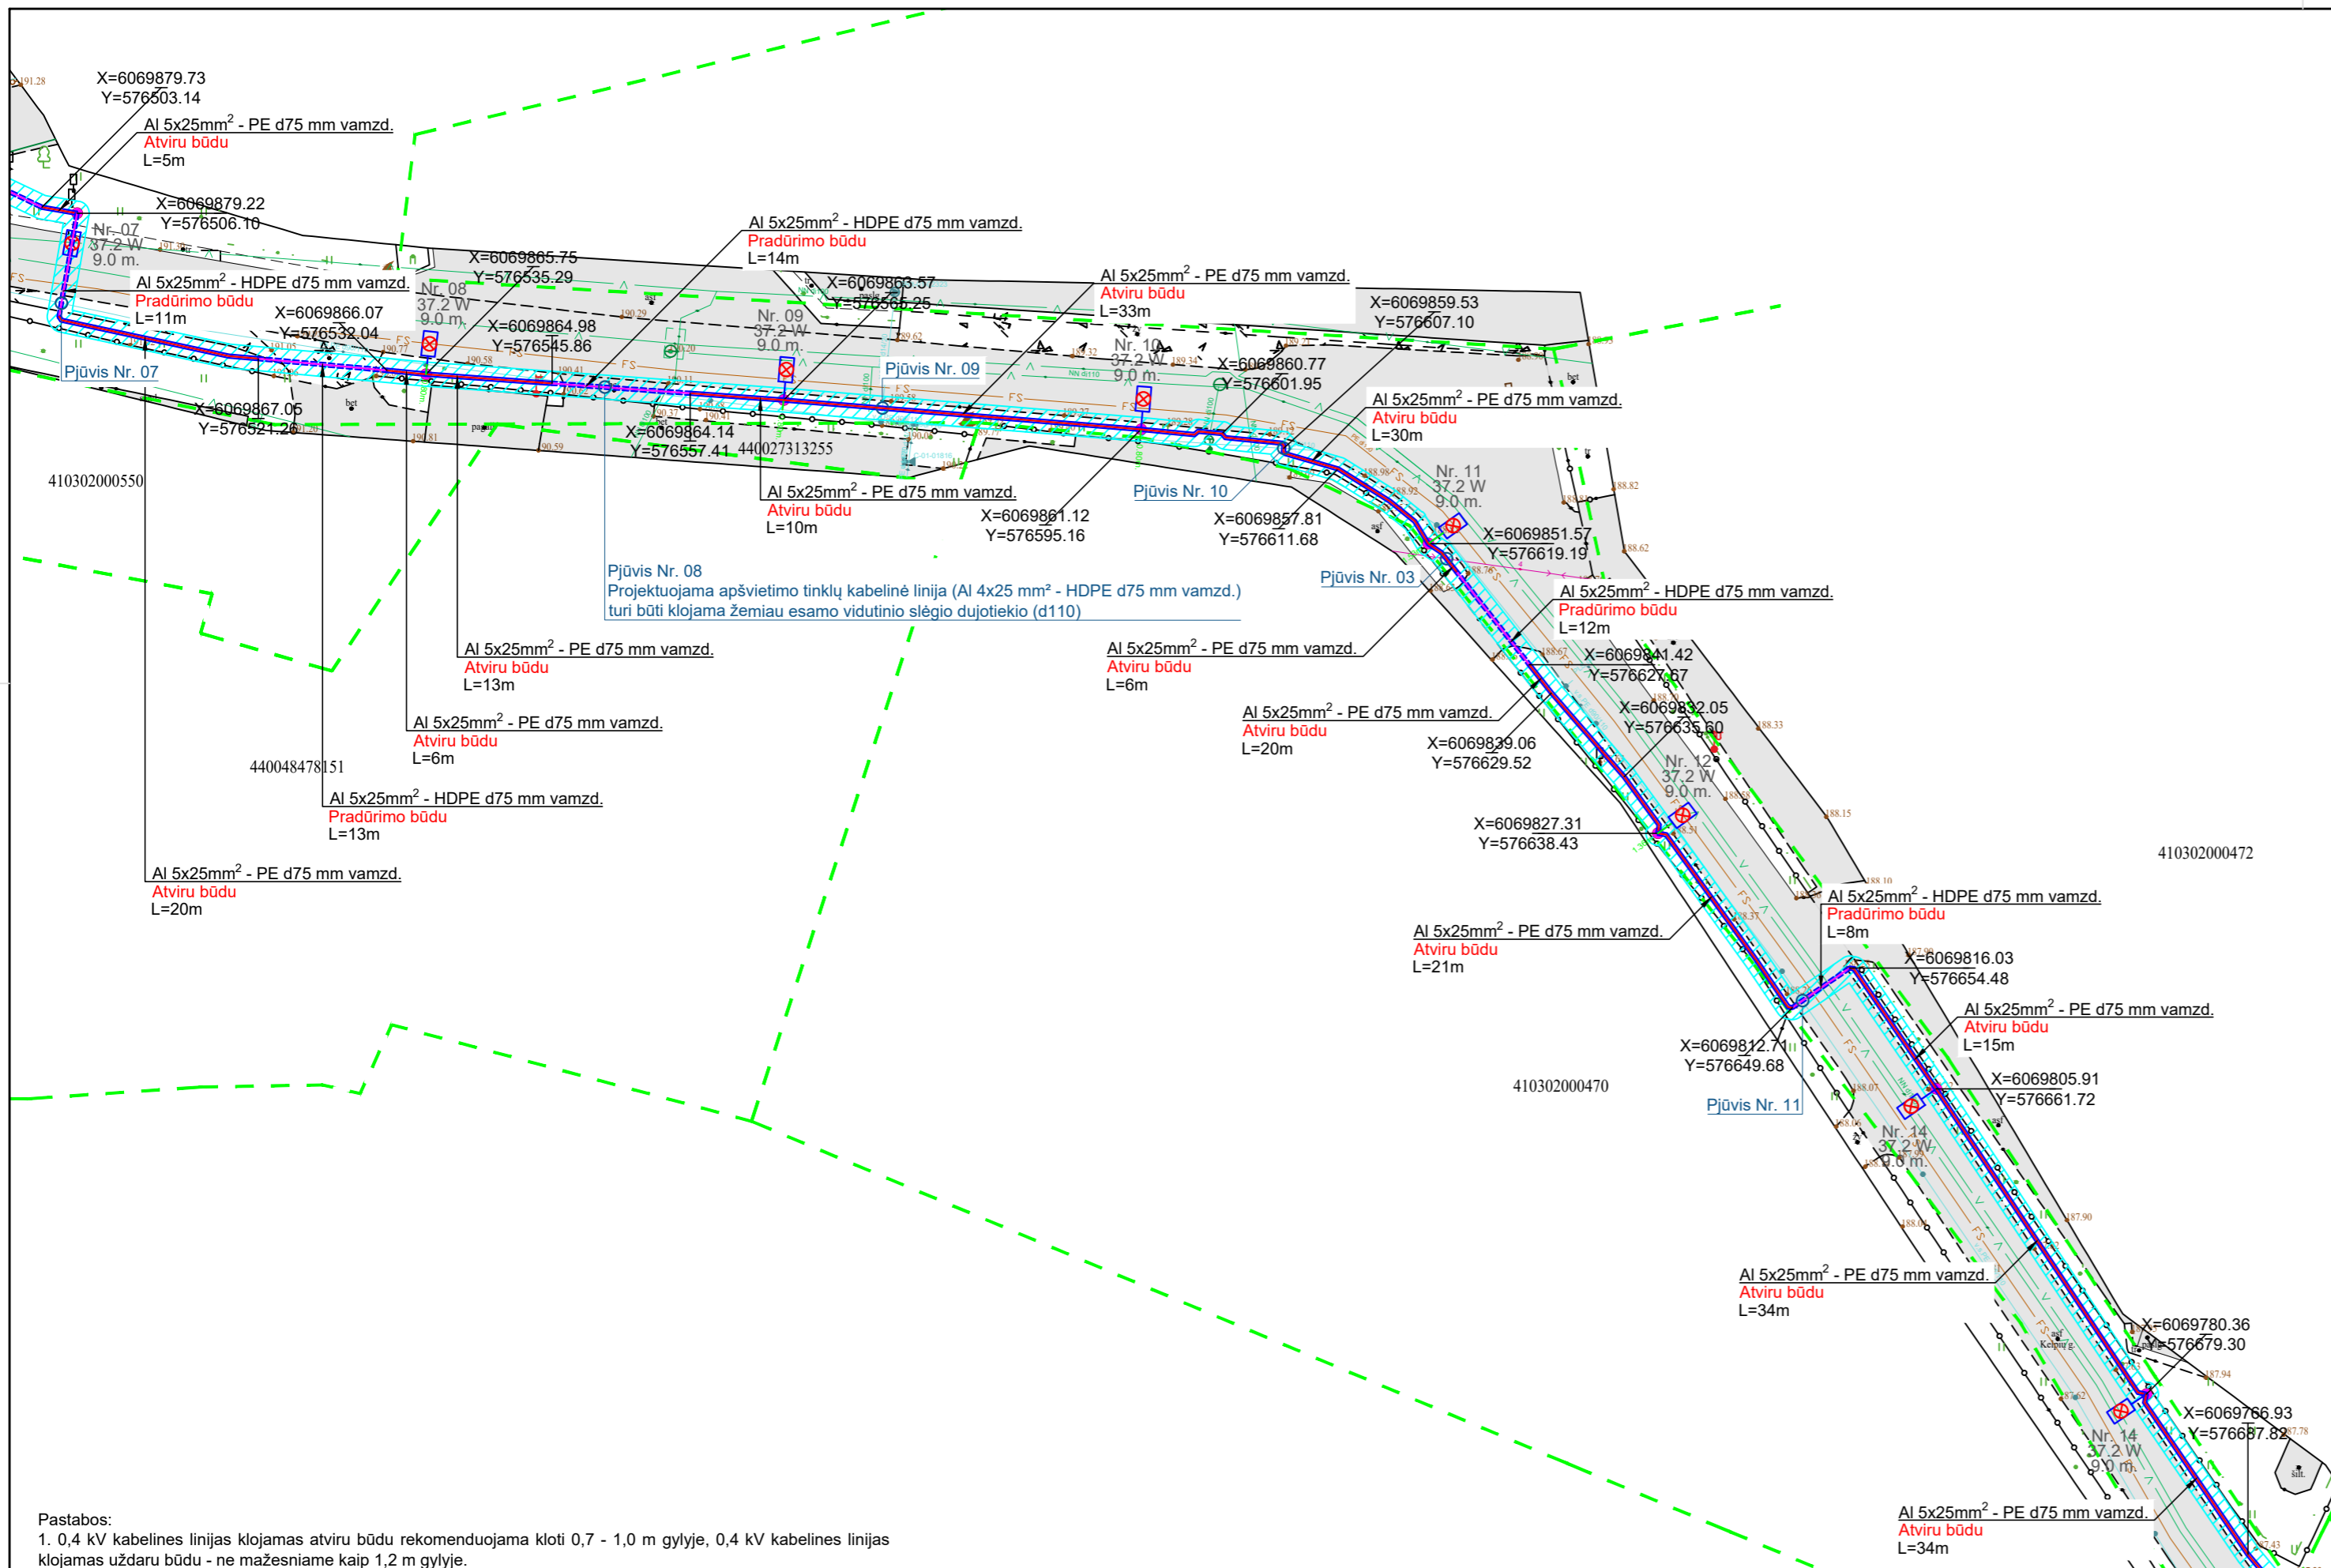 191.28
X=6069879.73
Y=576503.14
Al 5x25mm² - PE d75 mm vamzd.
Atviru būdu
L=5m
X=6069879.22
Y=576506.10
Nr. 07
37.2 W
9.0 m.
Al 5x25mm² - HDPE d75 mm vamzd.
Pradūrimo būdu
L=11m
X=6069866.07
Y=576532.04
X=6069865.75
Y=576535.29
Nr. 08
37.2 W
9.0 m.
X=6069864.98
Y=576545.86
Al 5x25mm² - HDPE d75 mm vamzd.
Pradūrimo būdu
L=14m
X=6069863.57
Y=576565.25
Nr. 09
37.2 W
9.0 m.
Al 5x25mm² - PE d75 mm vamzd.
Atviru būdu
L=33m
Nr. 10
37.2 W
9.0 m.
X=6069859.53
Y=576607.10
X=6069860.77
Y=576601.95
Pjūvis Nr. 07
Pjūvis Nr. 09
Al 5x25mm² - PE d75 mm vamzd.
Atviru būdu
L=30m
X=6069867.05
Y=576521.26
X=6069864.14
Y=576557.41
440027313255
410302000550
Al 5x25mm² - PE d75 mm vamzd.
Atviru būdu
L=10m
X=6069861.12
Y=576595.16
Pjūvis Nr. 10
X=6069857.81
Y=576611.68
Nr. 11
37.2 W
9.0 m.
X=6069851.57
Y=576619.19
Pjūvis Nr. 03
Pjūvis Nr. 08
Projektuojama apšvietimo tinklų kabelinė linija (Al 4x25 mm² - HDPE d75 mm vamzd.)
turi būti klojama žemiau esamo vidutinio slėgio dujotiekio (d110)
Al 5x25mm² - HDPE d75 mm vamzd.
Pradūrimo būdu
L=12m
Al 5x25mm² - PE d75 mm vamzd.
Atviru būdu
L=13m
Al 5x25mm² - PE d75 mm vamzd.
Atviru būdu
L=6m
X=6069841.42
Y=576627.67
Al 5x25mm² - PE d75 mm vamzd.
Atviru būdu
L=6m
Al 5x25mm² - PE d75 mm vamzd.
Atviru būdu
L=20m
X=6069832.05
Y=576635.60
X=6069839.06
Y=576629.52
Nr. 12
37.2 W
9.0 m.
440048478151
Al 5x25mm² - HDPE d75 mm vamzd.
Pradūrimo būdu
L=13m
X=6069827.31
Y=576638.43
410302000472
Al 5x25mm² - PE d75 mm vamzd.
Atviru būdu
L=20m
Al 5x25mm² - HDPE d75 mm vamzd.
Pradūrimo būdu
L=8m
Al 5x25mm² - PE d75 mm vamzd.
Atviru būdu
L=21m
X=6069816.03
Y=576654.48
Al 5x25mm² - PE d75 mm vamzd.
Atviru būdu
L=15m
X=6069812.71
Y=576649.68
410302000470
X=6069805.91
Y=576661.72
Pjūvis Nr. 11
Nr. 14
37.2 W
9.0 m.
Al 5x25mm² - PE d75 mm vamzd.
Atviru būdu
L=34m
asf
Kelpių g.
X=6069780.36
Y=576679.30
X=6069766.93
Y=576687.82
Nr. 14
37.2 W
9.0 m.
šilt.
Al 5x25mm² - PE d75 mm vamzd.
Atviru būdu
L=34m
Pastabos:
1. 0,4 kV kabelines linijas klojamas atviru būdu rekomenduojama kloti 0,7 - 1,0 m gylyje, 0,4 kV kabelines linijas
klojamas uždaru būdu - ne mažesniame kaip 1,2 m gylyje.